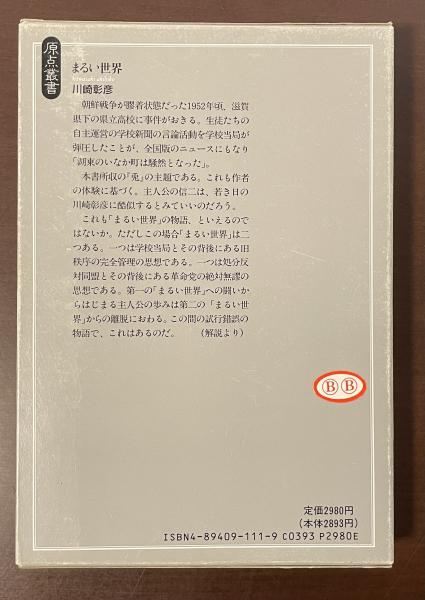 原点叢書
まるい世界
kawasaki akihiko
川崎彰彦
朝鮮戦争が膠着状態だった1952年頃、滋賀
県下の県立高校に事件がおきる。生徒たちの
自主運営の学校新聞の言論活動を学校当局が
弾圧したことが、全国版のニュースにもなり
「湖東のいなか町は騒然となった」。
本書所収の『兎』の主題である。これも作者
の体験に基づく。主人公の信二は、若き日の
川崎彰彦に酷似するとみていいのだろう。
これも「まるい世界」の物語、といえるので
はないか。ただしこの場合「まるい世界」は二
つある。一つは学校当局とその背後にある旧
秩序の完全管理の思想である。一つは処分反
対同盟とその背後にある革命党の絶対無謬の
思想である。第一の「まるい世界」への闘いか
らはじまる主人公の歩みは第二の「まるい世
界」からの離脱におわる。この間の試行錯誤の
物語で、これはあるのだ。 (解説より)
B B
定価2980円
(本体2893円)
ISBN4-89409-111-9 C0393 P2980E